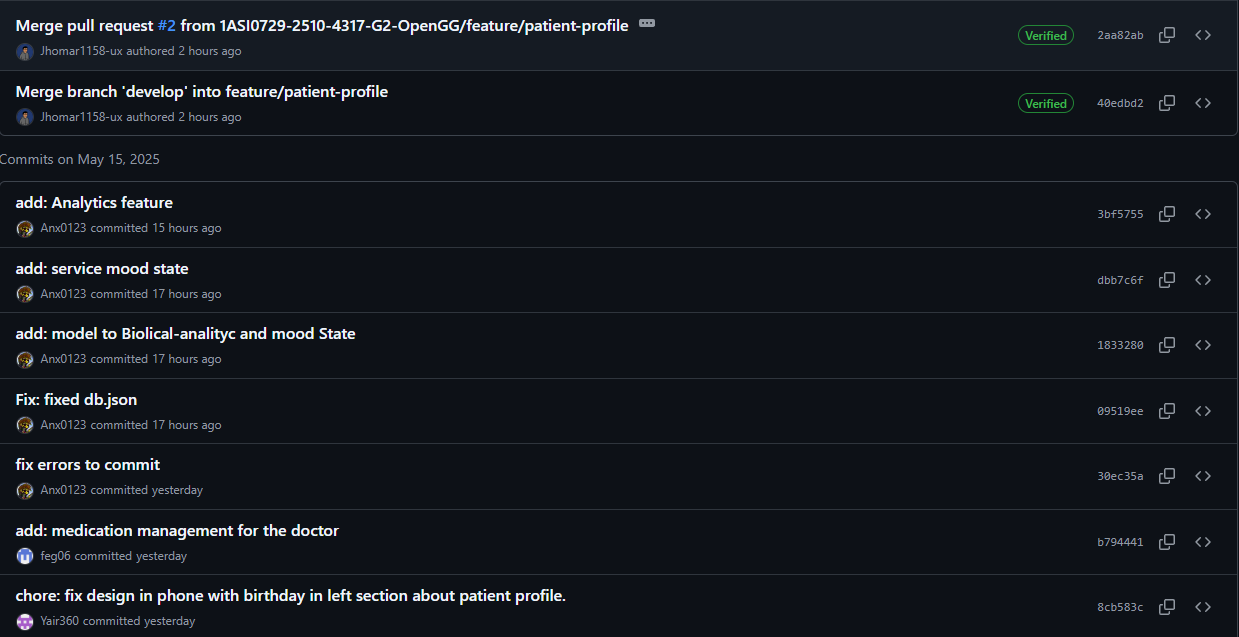 Merge pull request #2 from 1ASI0729-2510-4317-G2-OpenGG/feature/patient-profile
Jhomar1158-ux authored 2 hours ago
Verified
2aa82ab
Merge branch 'develop' into feature/patient-profile
Jhomar1158-ux authored 2 hours ago
Verified
40edbd2
Commits on May 15, 2025
add: Analytics feature
Anx0123 committed 15 hours ago
3bf5755
add: service mood state
Anx0123 committed 17 hours ago
dbb7c6f
add: model to Biolical-analityc and mood State
Anx0123 committed 17 hours ago
1833280
Fix: fixed db.json
Anx0123 committed 17 hours ago
09519ee
fix errors to commit
Anx0123 committed yesterday
30ec35a
add: medication management for the doctor
feg06 committed yesterday
b794441
chore: fix design in phone with birthday in left section about patient profile.
Yair360 committed yesterday
8cb583c